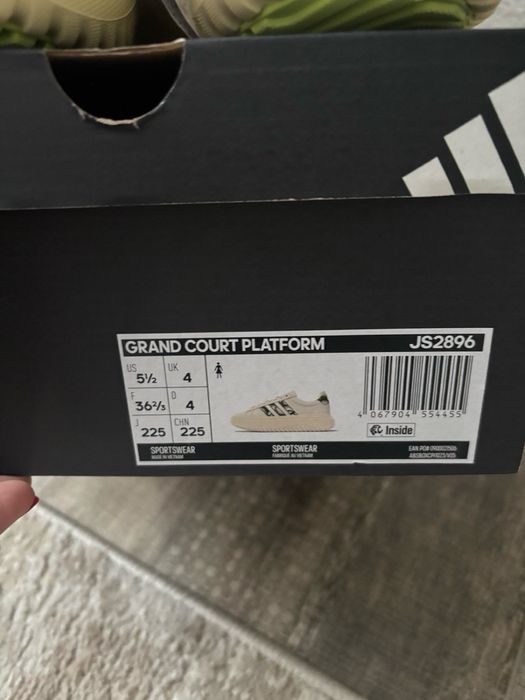 GRAND COURT PLATFORM JS2896
US 5½ UK 4
F 36⅔ D 4
J 225 CHN 225
4 067904 554455
Inside
SPORTSWEAR SPORTSWEAR
MADE IN VIETNAM FABRIQUÉ AU VIETNAM